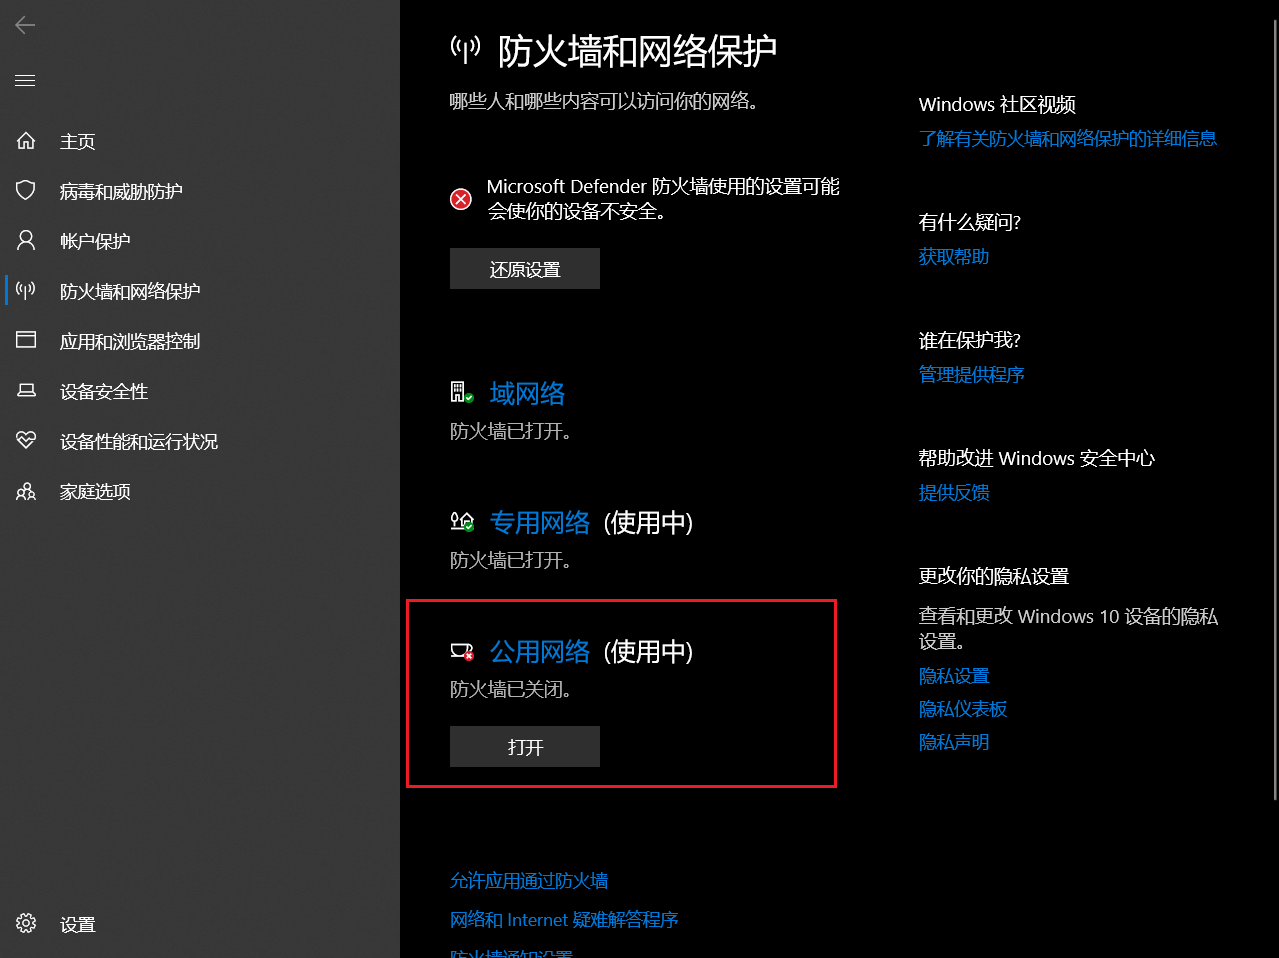 主页
病毒和威胁防护
帐户保护
防火墙和网络保护
应用和浏览器控制
设备安全性
设备性能和运行状况
家庭选项
设置
防火墙和网络保护
哪些人和哪些内容可以访问你的网络。
Microsoft Defender 防火墙使用的设置可能
会使你的设备不安全。
还原设置
域网络
防火墙已打开。
专用网络 (使用中)
防火墙已打开。
公用网络 (使用中)
防火墙已关闭。
打开
允许应用通过防火墙
网络和 Internet 疑难解答程序
防火墙通知设置
Windows 社区视频
了解有关防火墙和网络保护的详细信息
有什么疑问?
获取帮助
谁在保护我?
管理提供程序
帮助改进 Windows 安全中心
提供反馈
更改你的隐私设置
查看和更改 Windows 10 设备的隐私
设置。
隐私设置
隐私仪表板
隐私声明